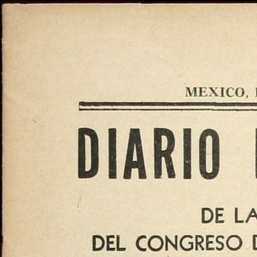 MEXICO,
DIARIO
DE LA
DEL CONGRESO